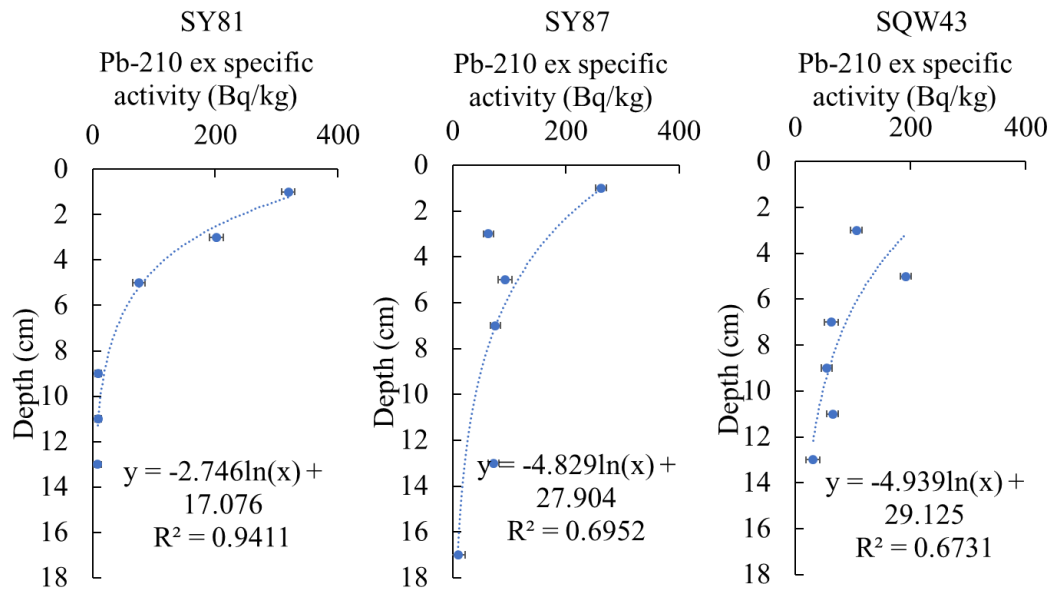 SY81
Pb-210 ex specific
activity (Bq/kg)
0 200 400
0
2
4
6
8
10
12
14
16
18
Depth (cm)
y = -2.746ln(x) +
17.076
R² = 0.9411
SY87
Pb-210 ex specific
activity (Bq/kg)
0 200 400
0
2
4
6
8
10
12
14
16
18
Depth (cm)
y = -4.829ln(x) +
27.904
R² = 0.6952
SQW43
Pb-210 ex specific
activity (Bq/kg)
0 200 400
0
2
4
6
8
10
12
14
16
18
Depth (cm)
y = -4.939ln(x) +
29.125
R² = 0.6731